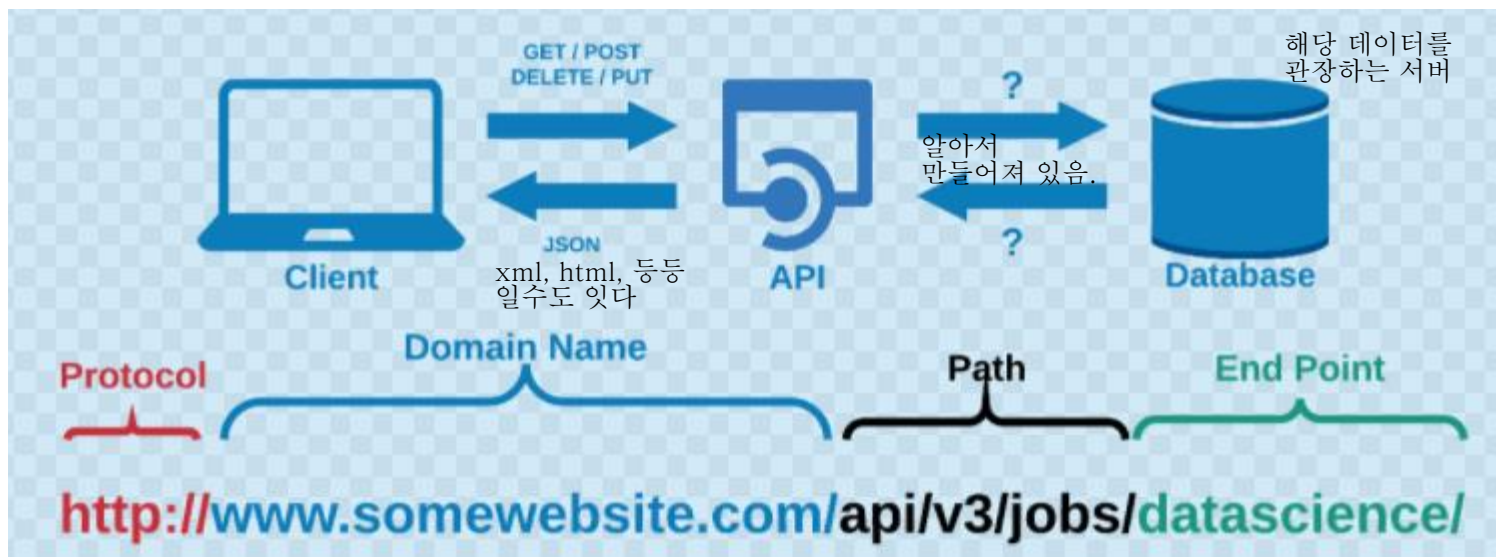 GET / POST
DELETE / PUT
JSON
xml, html, 등등
일수도 잇다
?
알아서
만들어져 있음.
?
해당 데이터를
관장하는 서버
Client
API
Database
Protocol
Domain Name
Path
End Point
http://www.somewebsite.com/api/v3/jobs/datascience/